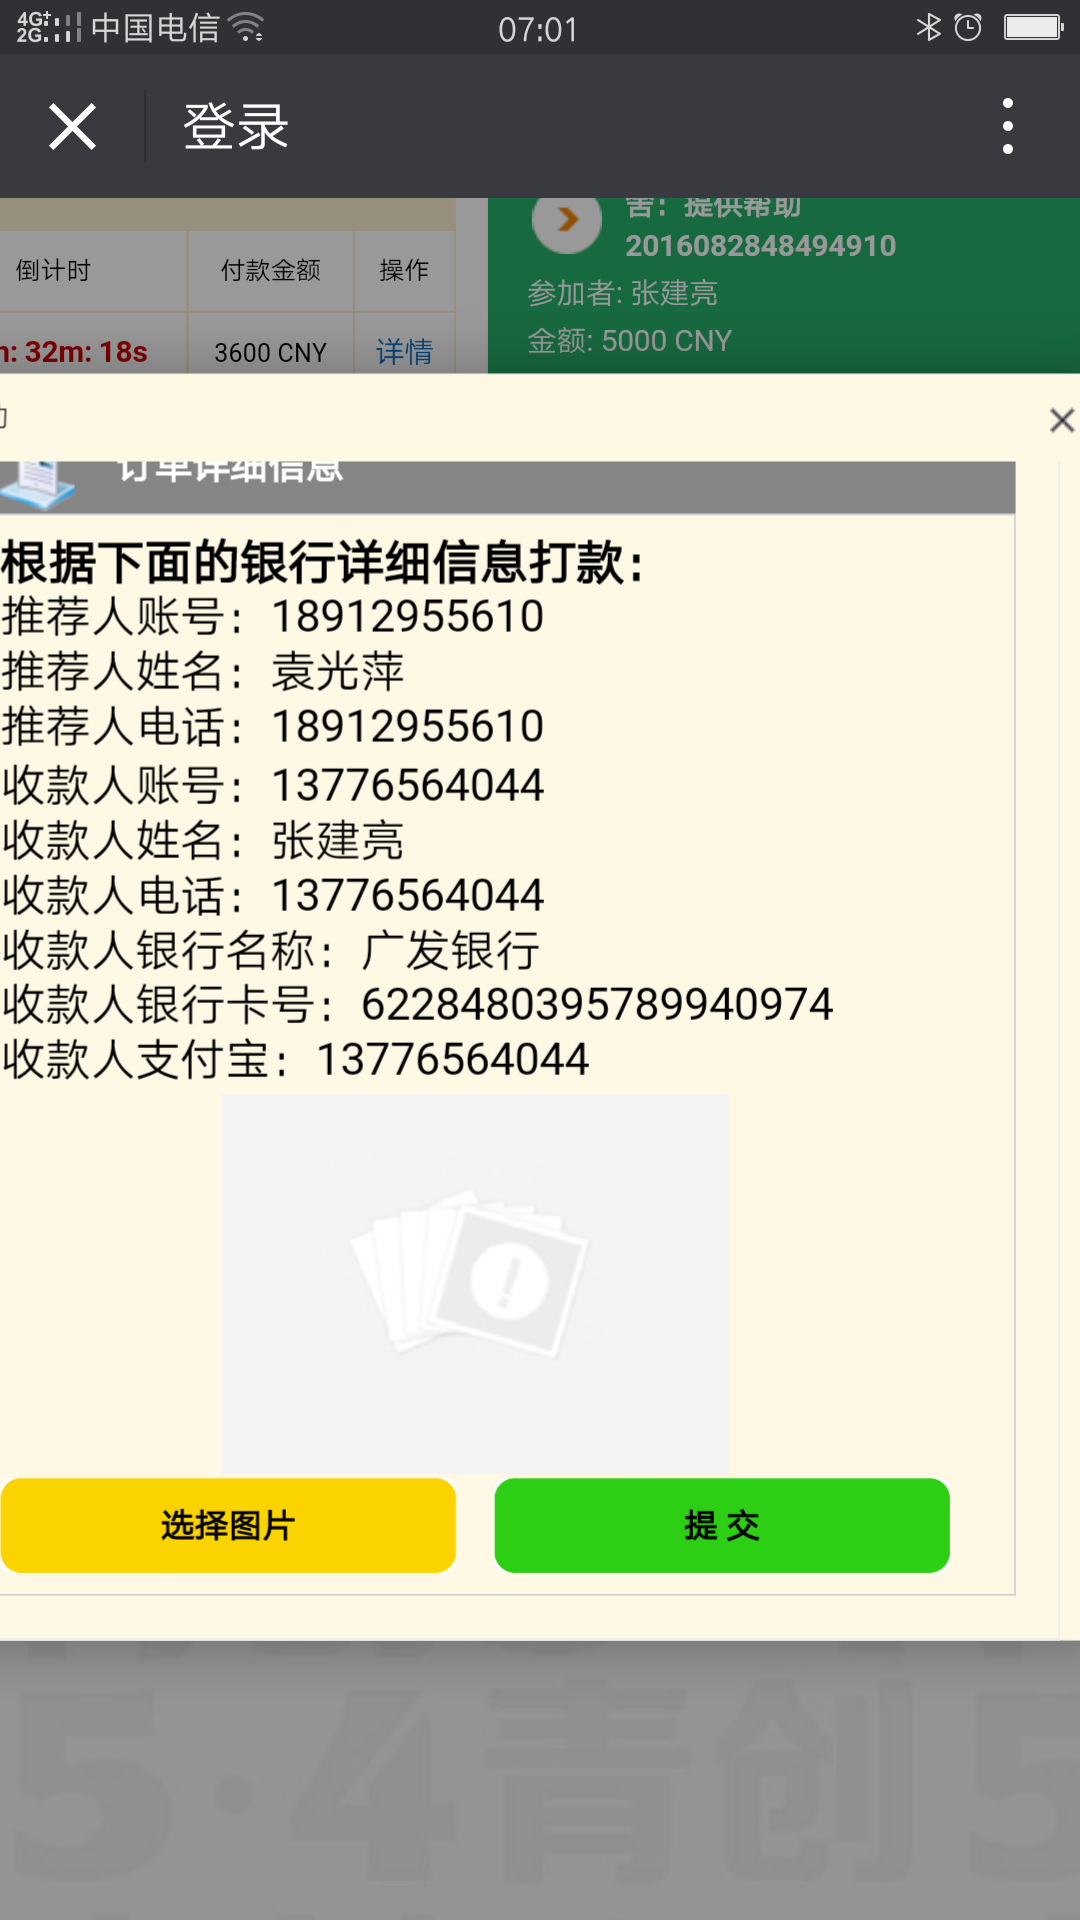 4G+ 2G 中国电信 07:01
登录
舍：提供帮助
2016082848494910
参加者: 张建亮
金额: 5000 CNY
倒计时 付款金额 操作
: 32m: 18s 3600 CNY 详情
订单详细信息
根据下面的银行详细信息打款：
推荐人账号：18912955610
推荐人姓名：袁光萍
推荐人电话：18912955610
收款人账号：13776564044
收款人姓名：张建亮
收款人电话：13776564044
收款人银行名称：广发银行
收款人银行卡号：6228480395789940974
收款人支付宝：13776564044
选择图片 提 交
5·4青创5